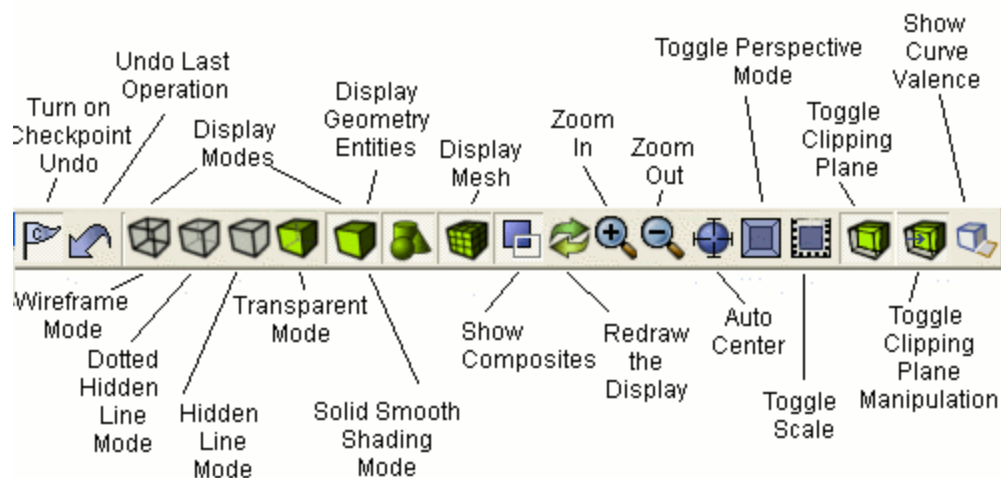 Turn on
Checkpoint
Undo
Undo Last
Operation
Display
Modes
Display
Geometry
Entities
Display
Mesh
Zoom
In
Zoom
Out
Toggle Perspective
Mode
Toggle
Clipping
Plane
Show
Curve
Valence
C
Wireframe
Mode
Dotted
Hidden
Line
Mode
Hidden
Line
Mode
Transparent
Mode
Solid Smooth
Shading
Mode
Show
Composites
Redraw
the
Display
Auto
Center
Toggle
Scale
Toggle
Clipping
Plane
Manipulation